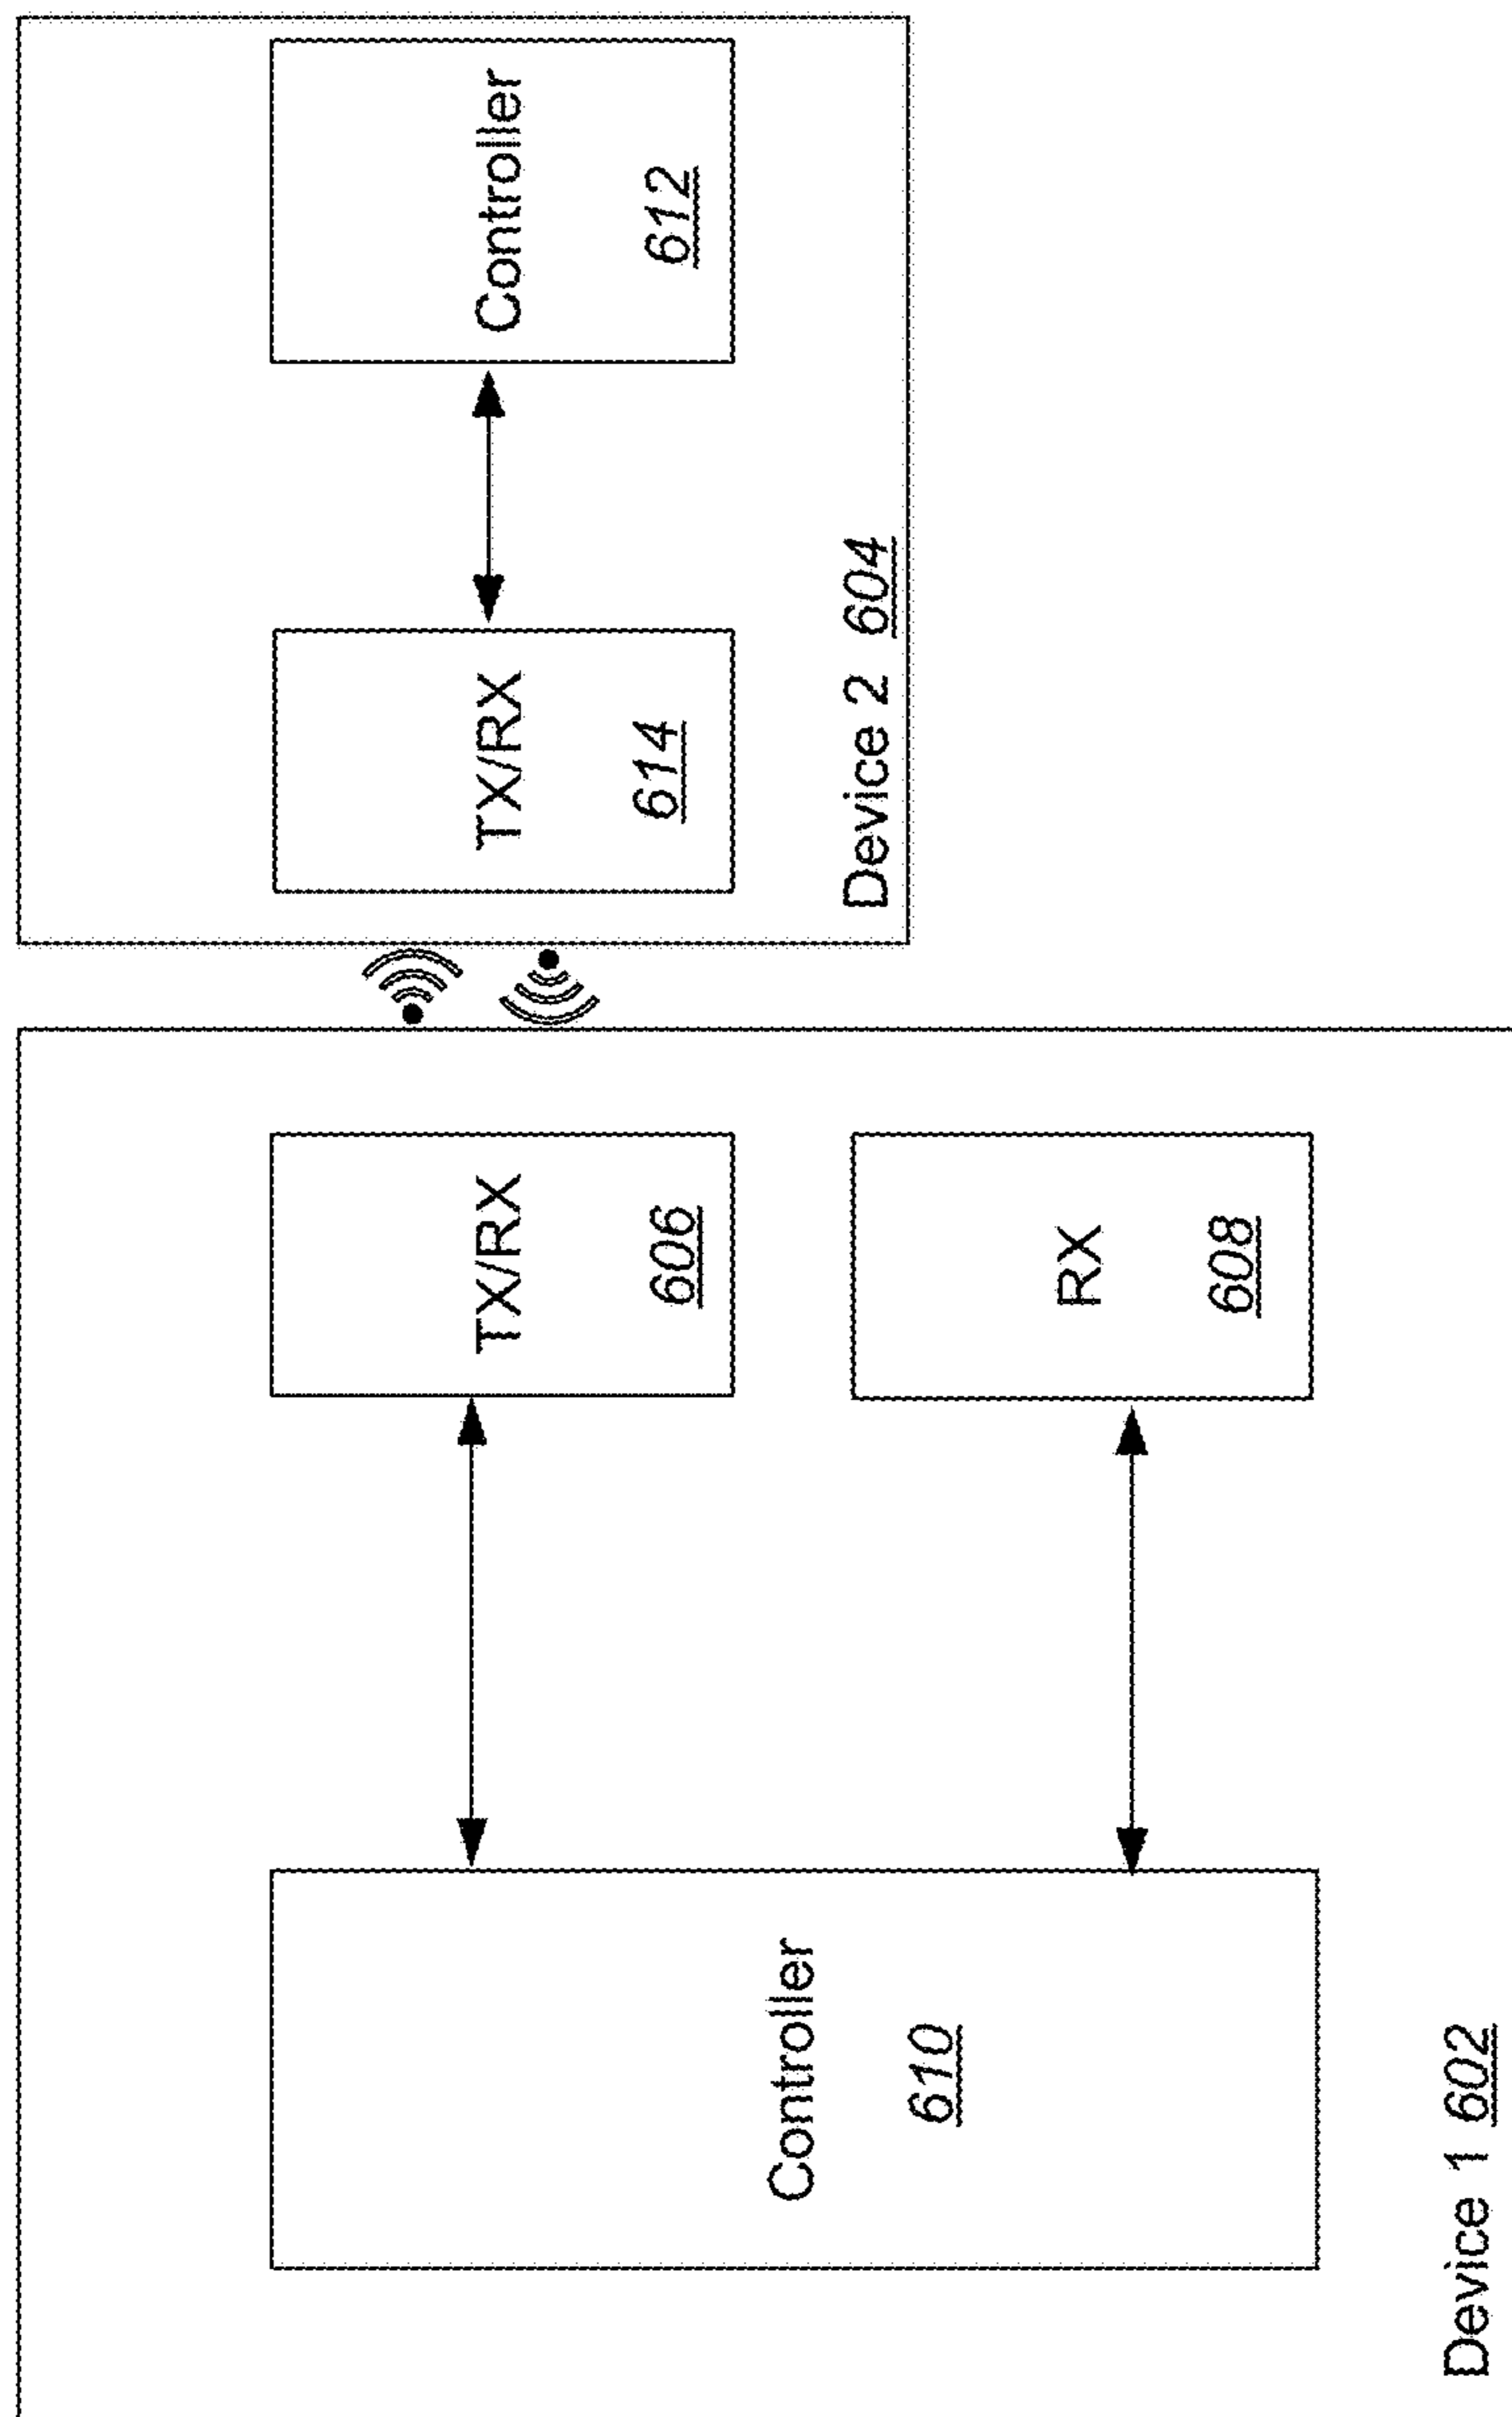 Controller
610
TX/RX
606
RX
608
Device 1 602
TX/RX
614
Controller
612
Device 2 604